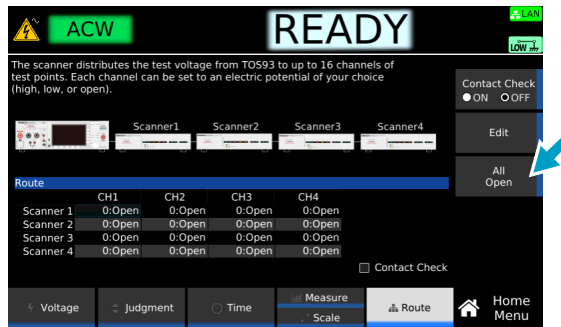 ACW
READY
LAN
LOW
The scanner distributes the test voltage from TOS93 to up to 16 channels of
test points. Each channel can be set to an electric potential of your choice
(high, low, or open).
Contact Check
ON OFF
Edit
All
Open
Scanner1 Scanner2 Scanner3 Scanner4
Route
CH1 CH2 CH3 CH4
Scanner 1 0:Open 0:Open 0:Open 0:Open
Scanner 2 0:Open 0:Open 0:Open 0:Open
Scanner 3 0:Open 0:Open 0:Open 0:Open
Scanner 4 0:Open 0:Open 0:Open 0:Open
Contact Check
Voltage
Judgment
Time
Measure
Scale
Route
Home
Menu